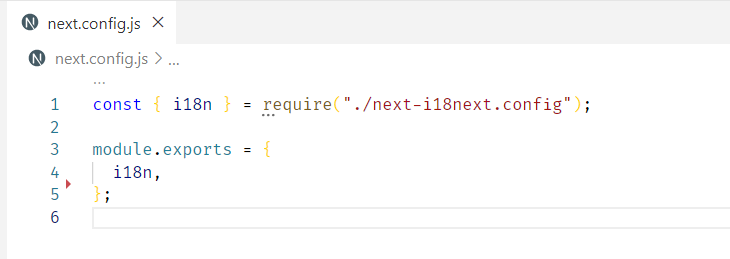 next.config.js
next.config.js > ...
...
1 const { i18n } = require("./next-i18next.config");
2
3 module.exports = {
4   i18n,
5 };
6